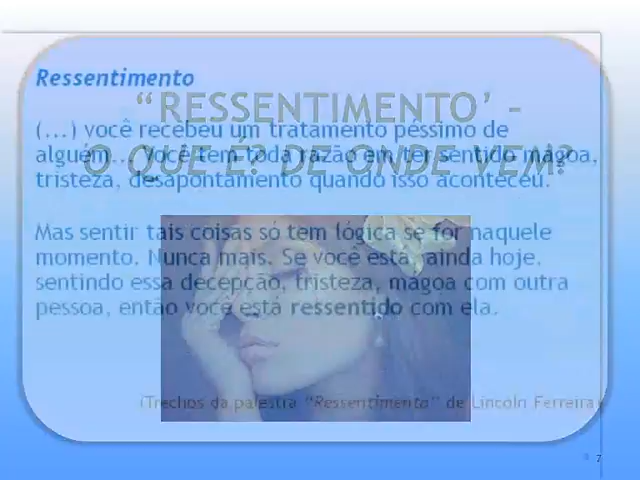 Ressentimento
“RESSENTIMENTO’ –
O QUE É? DE ONDE VEM?
(...) você recebeu um tratamento péssimo de
alguém... Você tem toda razão em ter sentido mágoa,
tristeza, desapontamento quando isso aconteceu.
Mas sentir tais coisas só tem lógica se for naquele
momento. Nunca mais. Se você está, ainda hoje,
sentindo essa decepção, tristeza, mágoa com outra
pessoa, então você está ressentido com ela.
(Trechos da palestra “Ressentimento” de Lincoln Ferreira)
7